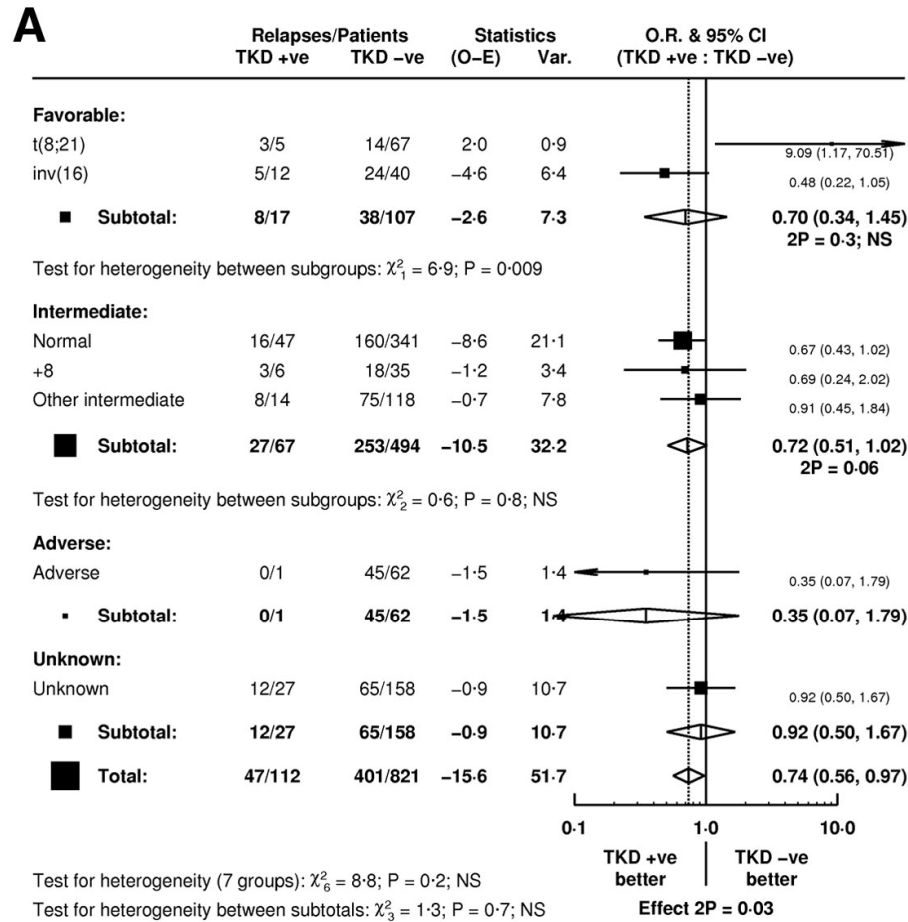 A
Relapses/Patients Statistics O.R. & 95% CI
TKD +ve TKD −ve (O−E) Var. (TKD +ve : TKD −ve)
Favorable:
t(8;21) 3/5 14/67 2·0 0·9 9.09 (1.17, 70.51)
inv(16) 5/12 24/40 −4·6 6·4 0.48 (0.22, 1.05)
Subtotal: 8/17 38/107 −2·6 7·3 0.70 (0.34, 1.45)
2P = 0·3; NS
Test for heterogeneity between subgroups: χ²₁ = 6·9; P = 0·009
Intermediate:
Normal 16/47 160/341 −8·6 21·1 0.67 (0.43, 1.02)
+8 3/6 18/35 −1·2 3·4 0.69 (0.24, 2.02)
Other intermediate 8/14 75/118 −0·7 7·8 0.91 (0.45, 1.84)
Subtotal: 27/67 253/494 −10·5 32·2 0.72 (0.51, 1.02)
2P = 0·06
Test for heterogeneity between subgroups: χ²₂ = 0·6; P = 0·8; NS
Adverse:
Adverse 0/1 45/62 −1·5 1·4 0.35 (0.07, 1.79)
Subtotal: 0/1 45/62 −1·5 1·4 0.35 (0.07, 1.79)
Unknown:
Unknown 12/27 65/158 −0·9 10·7 0.92 (0.50, 1.67)
Subtotal: 12/27 65/158 −0·9 10·7 0.92 (0.50, 1.67)
Total: 47/112 401/821 −15·6 51·7 0.74 (0.56, 0.97)
0·1 1·0 10·0
TKD +ve TKD −ve
better better
Test for heterogeneity (7 groups): χ²₆ = 8·8; P = 0·2; NS
Test for heterogeneity between subtotals: χ²₃ = 1·3; P = 0·7; NS Effect 2P = 0·03